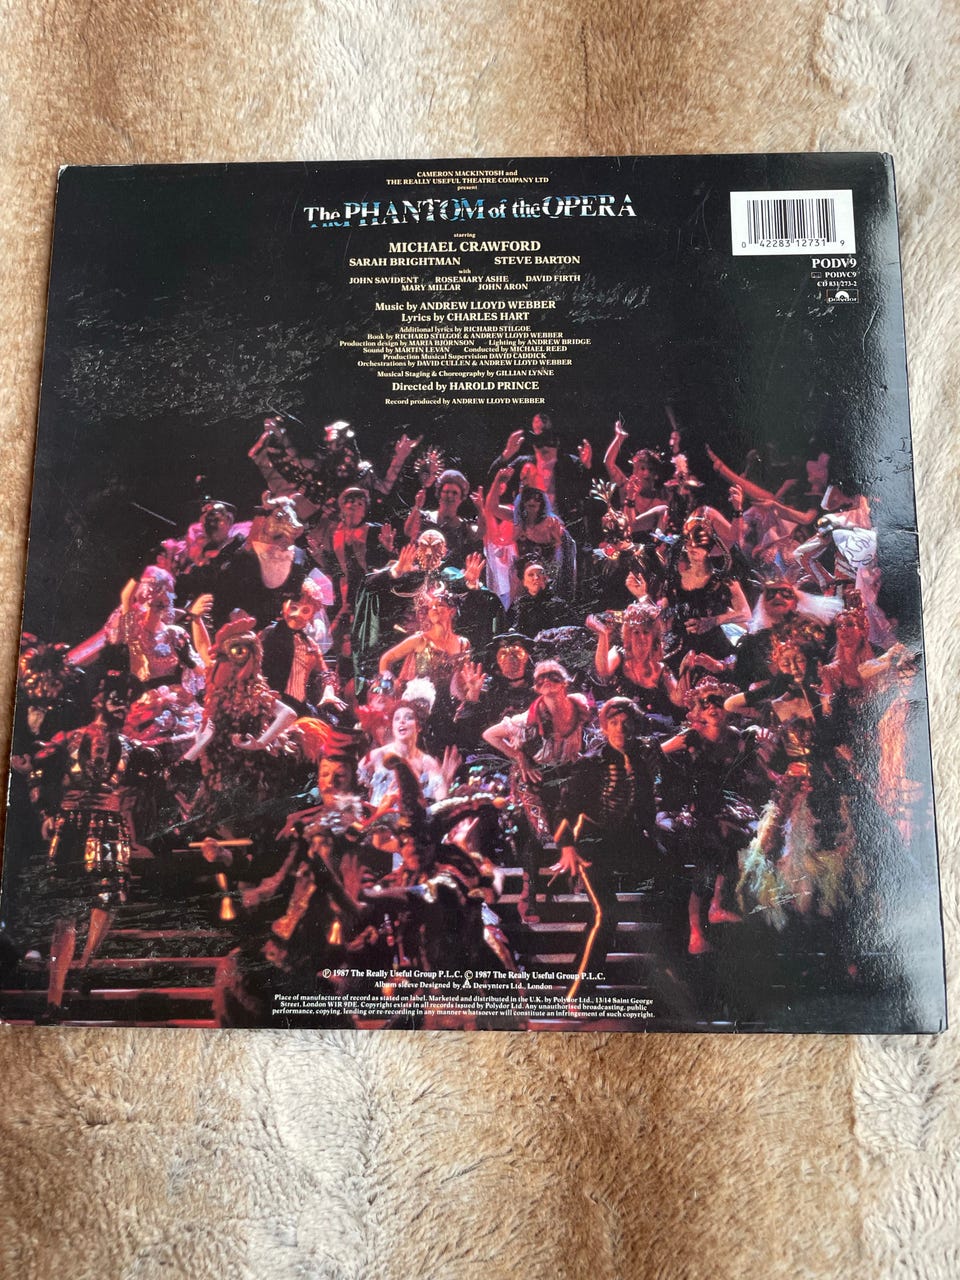 CAMERON MACKINTOSH and
THE REALLY USEFUL THEATRE COMPANY LTD
present
The PHANTOM of the OPERA
starring
MICHAEL CRAWFORD
SARAH BRIGHTMAN STEVE BARTON
with
JOHN SAVIDENT ROSEMARY ASHE DAVID FIRTH
MARY MILLAR JOHN ARON
Music by ANDREW LLOYD WEBBER
Lyrics by CHARLES HART
Additional lyrics by RICHARD STILGOE
Book by RICHARD STILGOE & ANDREW LLOYD WEBBER
Production design by MARIA BJORNSON Lighting by ANDREW BRIDGE
Sound by MARTIN LEVAN Conducted by MICHAEL REED
Production Musical Supervision DAVID CADDICK
Orchestrations by DAVID CULLEN & ANDREW LLOYD WEBBER
Musical Staging & Choreography by GILLIAN LYNNE
Directed by HAROLD PRINCE
Record produced by ANDREW LLOYD WEBBER
0 42283 12731 9
PODV9
PODVC9
CD 831 273-2
Polydor
℗ 1987 The Really Useful Group P.L.C. © 1987 The Really Useful Group P.L.C.
Album sleeve Designed by Dewynters Ltd., London
Place of manufacture of record as stated on label. Marketed and distributed in the U.K. by Polydor Ltd., 13/14 Saint George
Street, London W1R 9DE. Copyright exists in all records issued by Polydor Ltd. Any unauthorised broadcasting, public
performance, copying, lending or re-recording in any manner whatsoever will constitute an infringement of such copyright.